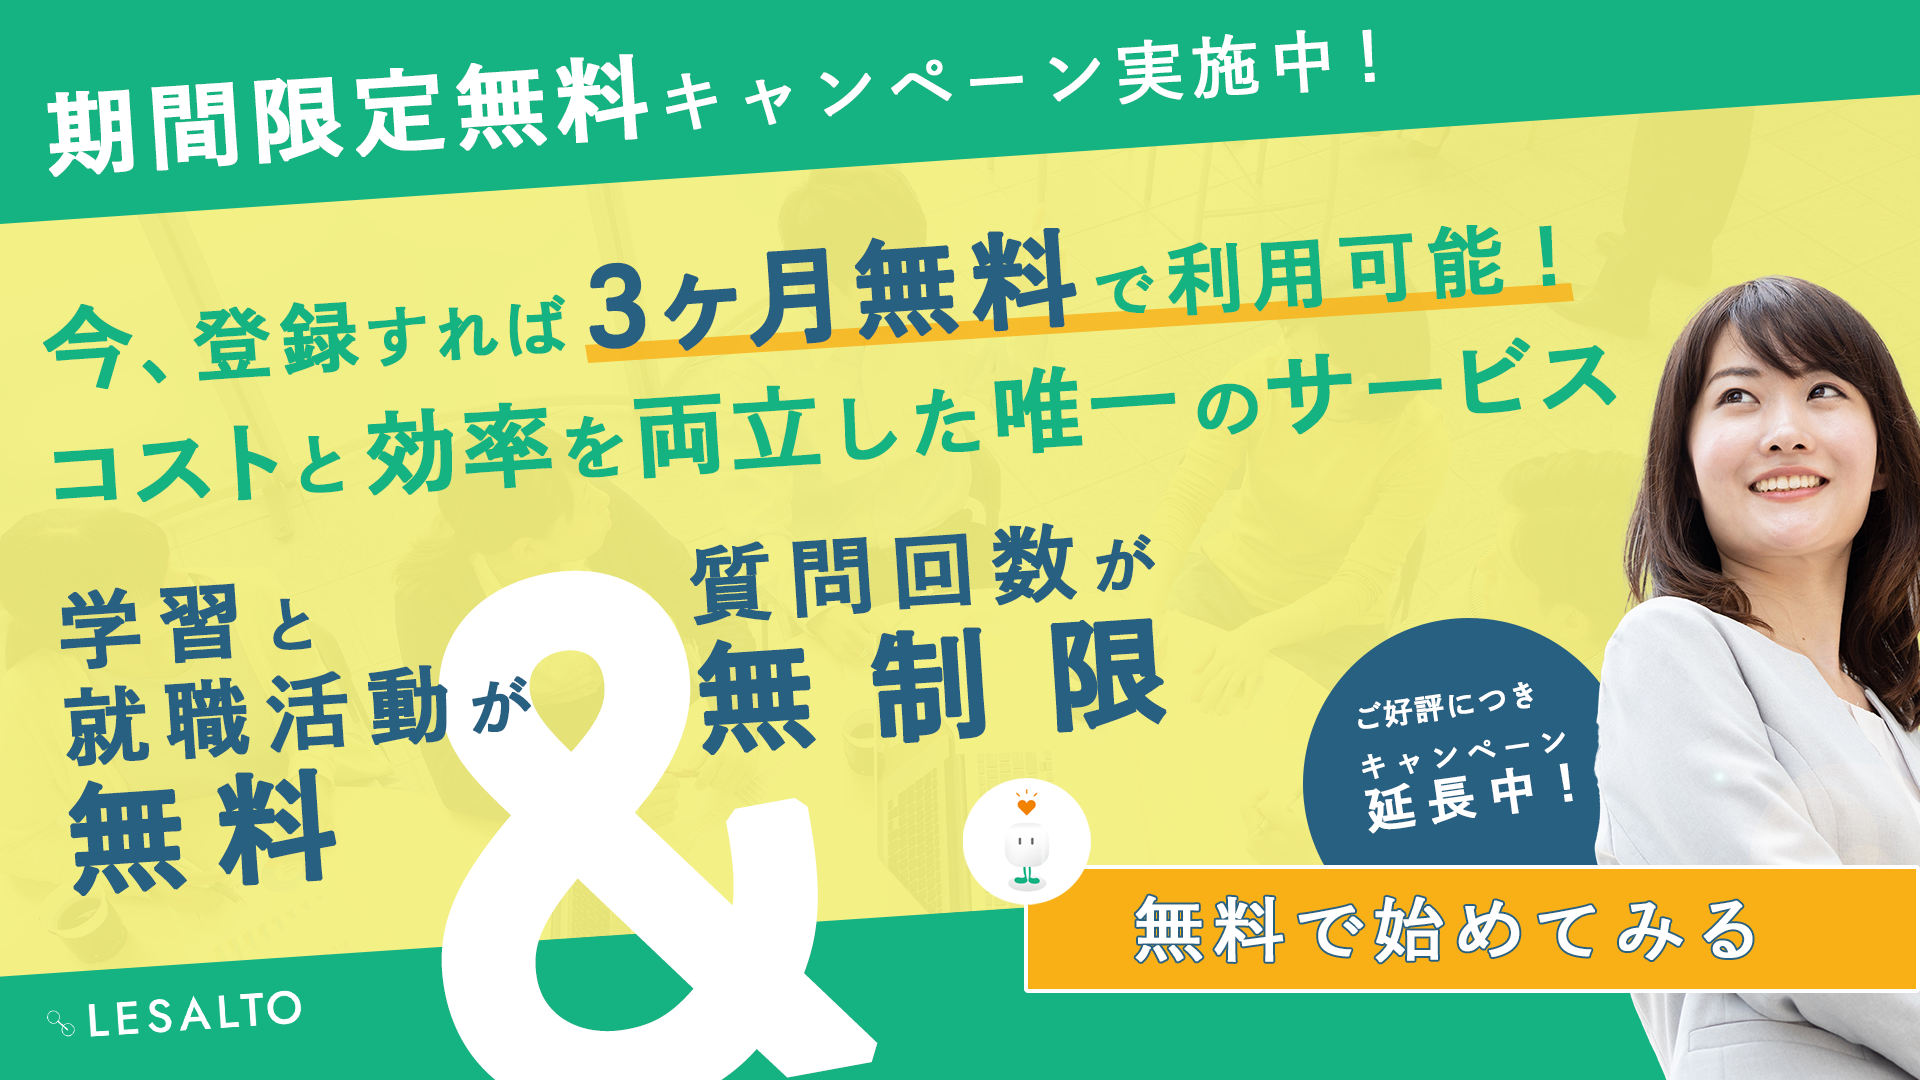 期間限定無料キャンペーン実施中！
今、登録すれば3ヶ月無料で利用可能！
コストと効率を両立した唯一のサービス
学習と
就職活動が
無料
&
質問回数が
無制限
ご好評につき
キャンペーン
延長中！
無料で始めてみる
LESALTO